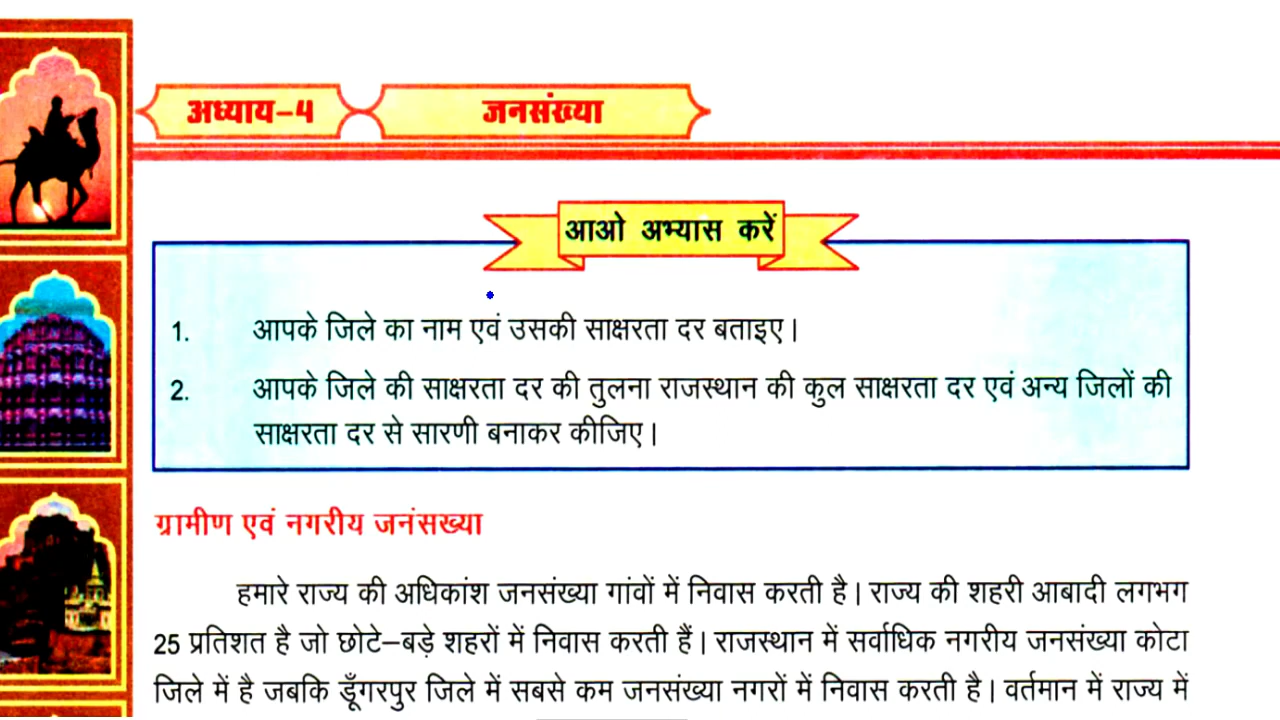 अध्याय–4
जनसंख्या
आओ अभ्यास करें
1. आपके जिले का नाम एवं उसकी साक्षरता दर बताइए।
2. आपके जिले की साक्षरता दर की तुलना राजस्थान की कुल साक्षरता दर एवं अन्य जिलों की
साक्षरता दर से सारणी बनाकर कीजिए।
ग्रामीण एवं नगरीय जनंसख्या
हमारे राज्य की अधिकांश जनसंख्या गांवों में निवास करती है। राज्य की शहरी आबादी लगभग
25 प्रतिशत है जो छोटे–बड़े शहरों में निवास करती हैं। राजस्थान में सर्वाधिक नगरीय जनसंख्या कोटा
जिले में है जबकि डूँगरपुर जिले में सबसे कम जनसंख्या नगरों में निवास करती है। वर्तमान में राज्य में